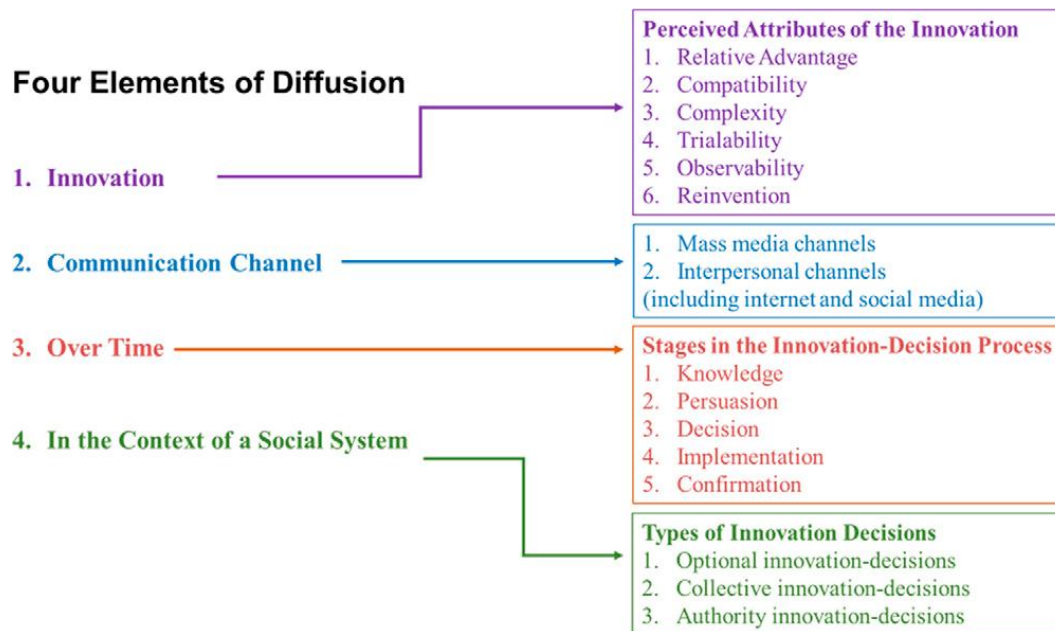 Four Elements of Diffusion
1. Innovation
2. Communication Channel
3. Over Time
4. In the Context of a Social System
Perceived Attributes of the Innovation
1. Relative Advantage
2. Compatibility
3. Complexity
4. Trialability
5. Observability
6. Reinvention
1. Mass media channels
2. Interpersonal channels
(including internet and social media)
Stages in the Innovation-Decision Process
1. Knowledge
2. Persuasion
3. Decision
4. Implementation
5. Confirmation
Types of Innovation Decisions
1. Optional innovation-decisions
2. Collective innovation-decisions
3. Authority innovation-decisions